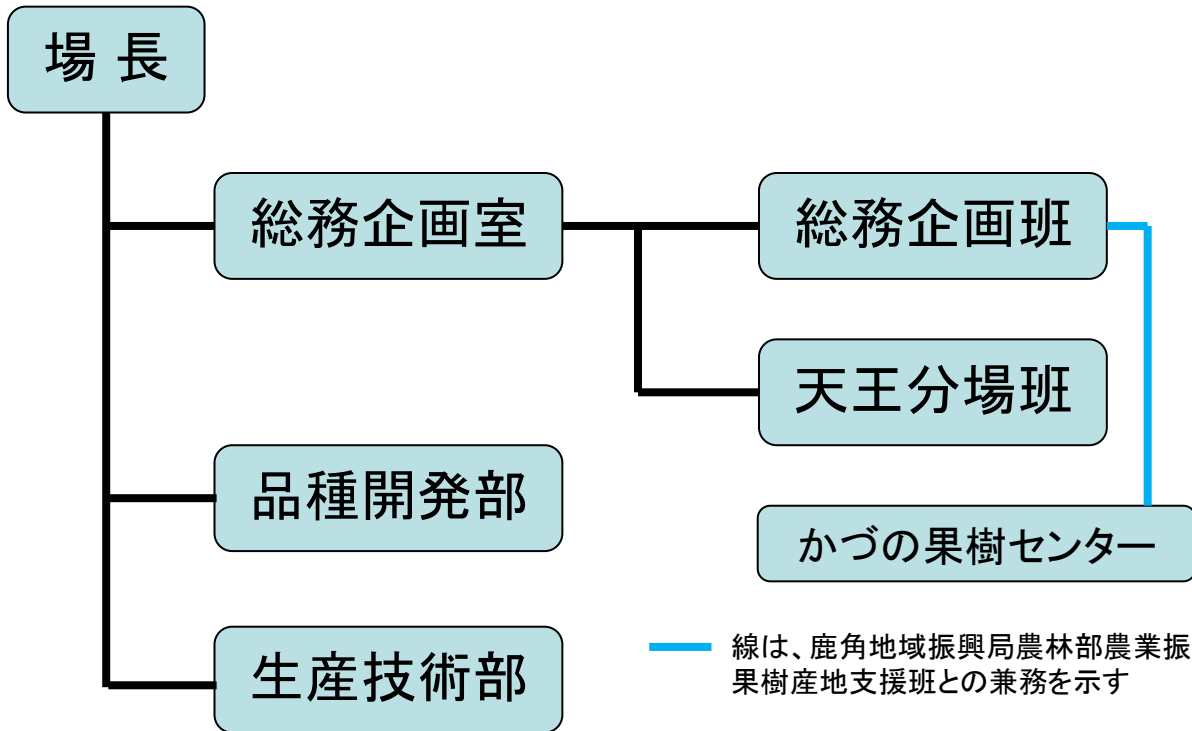 場 長
総務企画室
総務企画班
天王分場班
品種開発部
かづの果樹センター
生産技術部
線は、鹿角地域振興局農林部農業振
果樹産地支援班との兼務を示す